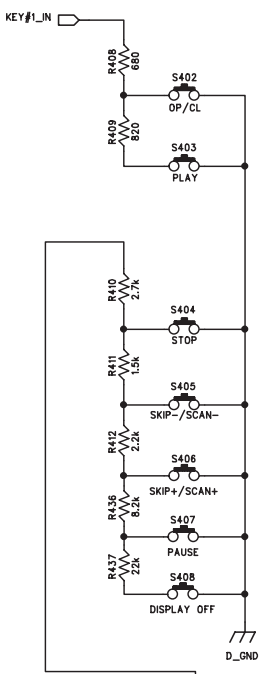 KEY#1_IN
R408
680
S402
OP/CL
R409
820
S403
PLAY
R410
2.7k
S404
STOP
R411
1.5k
S405
SKIP-/SCAN-
R412
2.2k
S406
SKIP+/SCAN+
R436
8.2k
S407
PAUSE
R437
22k
S408
DISPLAY OFF
D_GND